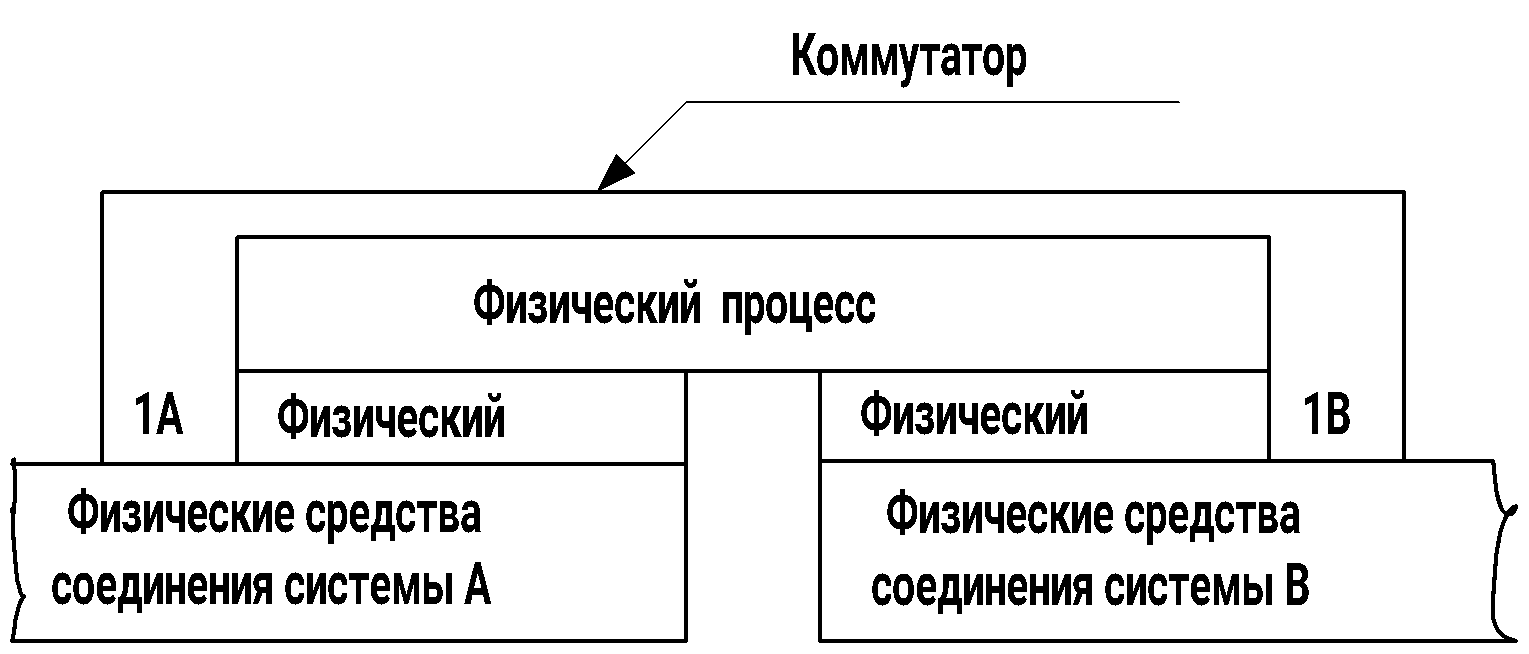 Коммутатор
Физический процесс
1А Физический Физический 1В
Физические средства
соединения системы А
Физические средства
соединения системы В